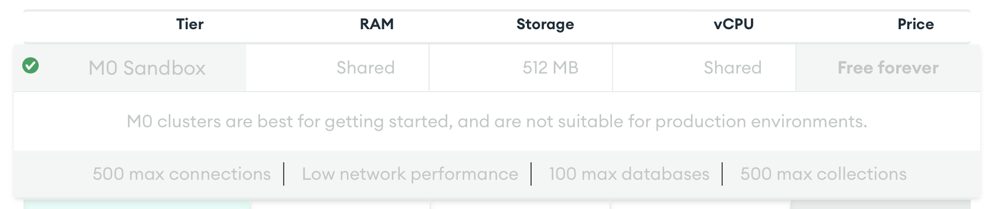 Tier RAM Storage vCPU Price
M0 Sandbox Shared 512 MB Shared Free forever
M0 clusters are best for getting started, and are not suitable for production environments.
500 max connections Low network performance 100 max databases 500 max collections